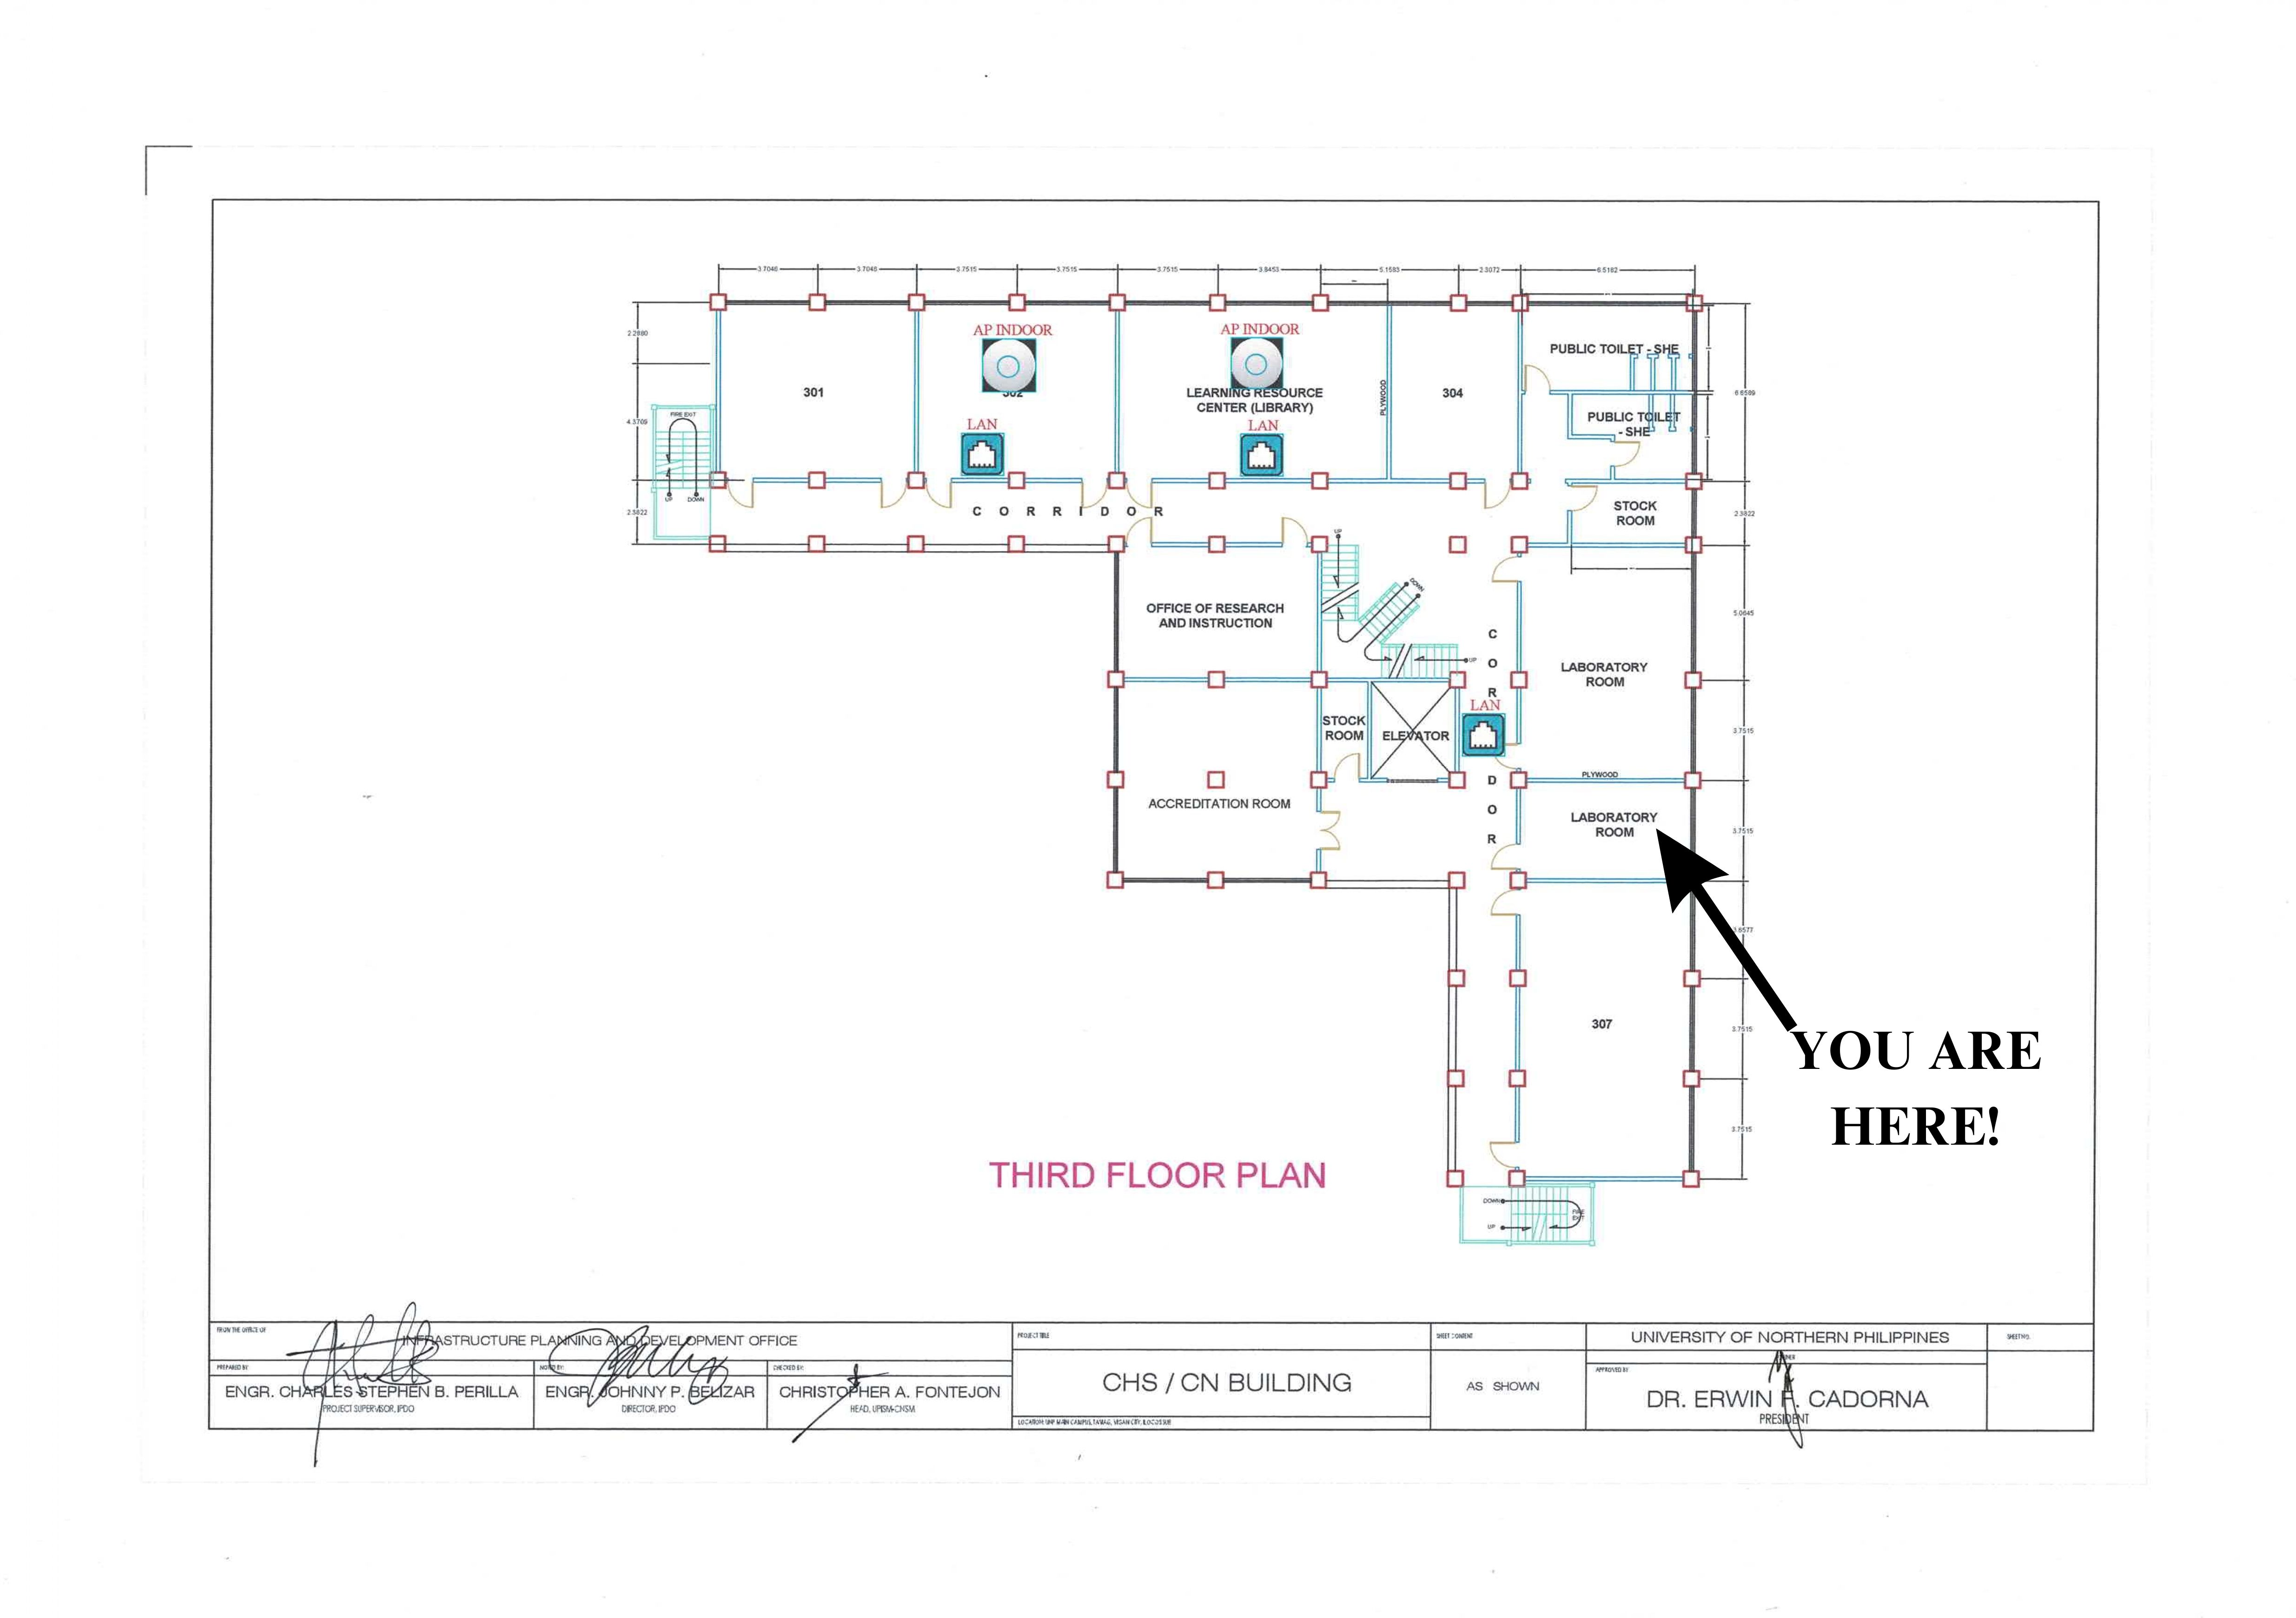 3.7046 3.7046 3.7515 3.7515 3.7515 3.8453 5.1583 2.3072 6.5182
2.2880
4.3709
2.3822
AP INDOOR
AP INDOOR
PUBLIC TOILET - SHE
301
LEARNING RESOURCE
CENTER (LIBRARY)
PLYWOOD
304
6.6589
PUBLIC TOILET
- SHE
FIRE EXIT
LAN
LAN
UP DOWN
C O R R I D O R
STOCK
ROOM
2.3822
UP
DOWN
OFFICE OF RESEARCH
AND INSTRUCTION
5.0645
UP
C
O
R
LABORATORY
ROOM
LAN
STOCK
ROOM
ELEVATOR
3.7515
PLYWOOD
D
O
R
ACCREDITATION ROOM
LABORATORY
ROOM
3.7515
307
3.7515
YOU ARE
HERE!
3.7515
THIRD FLOOR PLAN
DOWN
UP
FIRE
EXIT
FROM THE OFFICE OF
INFRASTRUCTURE PLANNING AND DEVELOPMENT OFFICE
PREPARED BY:
NOTED BY:
CHECKED BY:
ENGR. CHARLES STEPHEN B. PERILLA
PROJECT SUPERVISOR, IPDO
ENGR. JOHNNY P. BELIZAR
DIRECTOR, IPDO
CHRISTOPHER A. FONTEJON
HEAD, UPISM-CNSM
PROJECT TITLE
CHS / CN BUILDING
LOCATION: UNP MAIN CAMPUS, TAMAG, VIGAN CITY, ILOCOS SUR
SHEET CONTENT
AS SHOWN
UNIVERSITY OF NORTHERN PHILIPPINES
OWNER
APPROVED BY
DR. ERWIN F. CADORNA
PRESIDENT
SHEET NO.